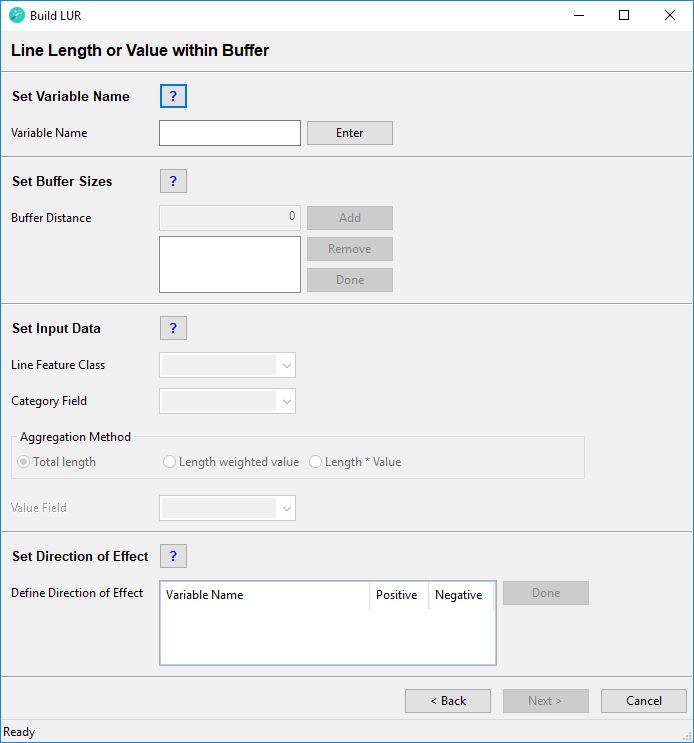 Build LUR
Line Length or Value within Buffer
Set Variable Name ?
Variable Name Enter
Set Buffer Sizes ?
Buffer Distance 0 Add
Remove
Done
Set Input Data ?
Line Feature Class
Category Field
Aggregation Method
Total length Length weighted value Length * Value
Value Field
Set Direction of Effect ?
Define Direction of Effect Variable Name Positive Negative Done
< Back Next > Cancel
Ready